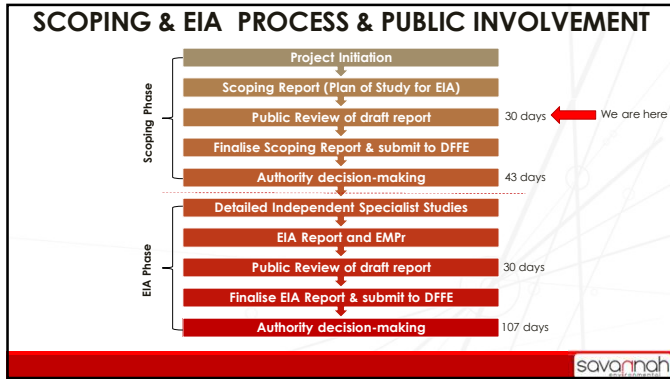 SCOPING & EIA PROCESS & PUBLIC INVOLVEMENT
Scoping Phase
Project Initiation
Scoping Report (Plan of Study for EIA)
Public Review of draft report
30 days
We are here
Finalise Scoping Report & submit to DFFE
Authority decision-making
43 days
EIA Phase
Detailed Independent Specialist Studies
EIA Report and EMPr
Public Review of draft report
30 days
Finalise EIA Report & submit to DFFE
Authority decision-making
107 days
savannah
environmental